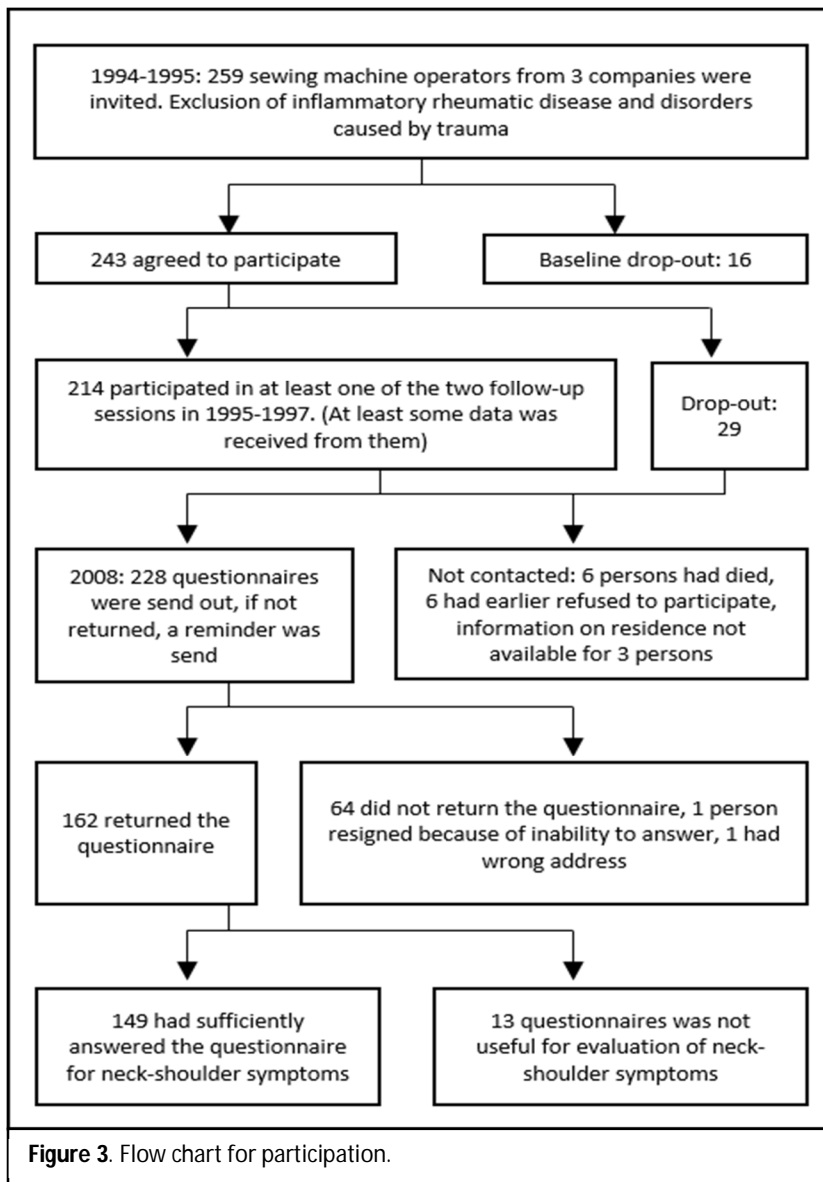 1994-1995: 259 sewing machine operators from 3 companies were
invited. Exclusion of inflammatory rheumatic disease and disorders
caused by trauma
243 agreed to participate
Baseline drop-out: 16
214 participated in at least one of the two follow-up
sessions in 1995-1997. (At least some data was
received from them)
Drop-out:
29
2008: 228 questionnaires
were send out, if not
returned, a reminder was
send
Not contacted: 6 persons had died,
6 had earlier refused to participate,
information on residence not
available for 3 persons
162 returned the
questionnaire
64 did not return the questionnaire, 1 person
resigned because of inability to answer, 1 had
wrong address
149 had sufficiently
answered the questionnaire
for neck-shoulder symptoms
13 questionnaires was not
useful for evaluation of neck-
shoulder symptoms
Figure 3. Flow chart for participation.